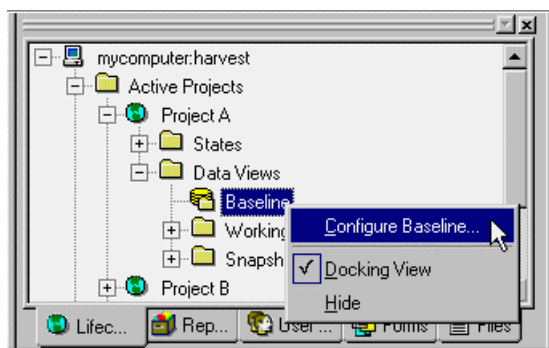 mycomputer:harvest
Active Projects
Project A
States
Data Views
Baseline
Working
Snapsh
Project B
Configure Baseline...
Docking View
Hide
Lifec... Rep... User ... Forms Files